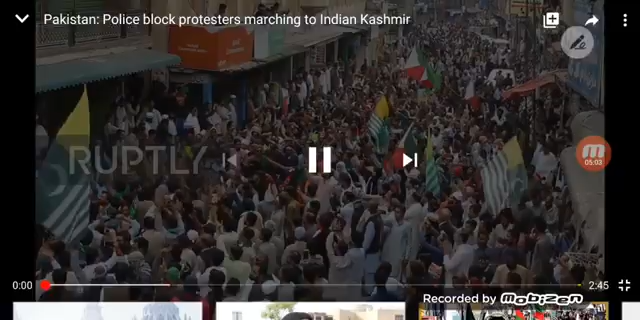 Pakistan: Police block protesters marching to Indian Kashmir
RUPTLY
m
05:03
0:00
2:45
Recorded by MOBIZEN